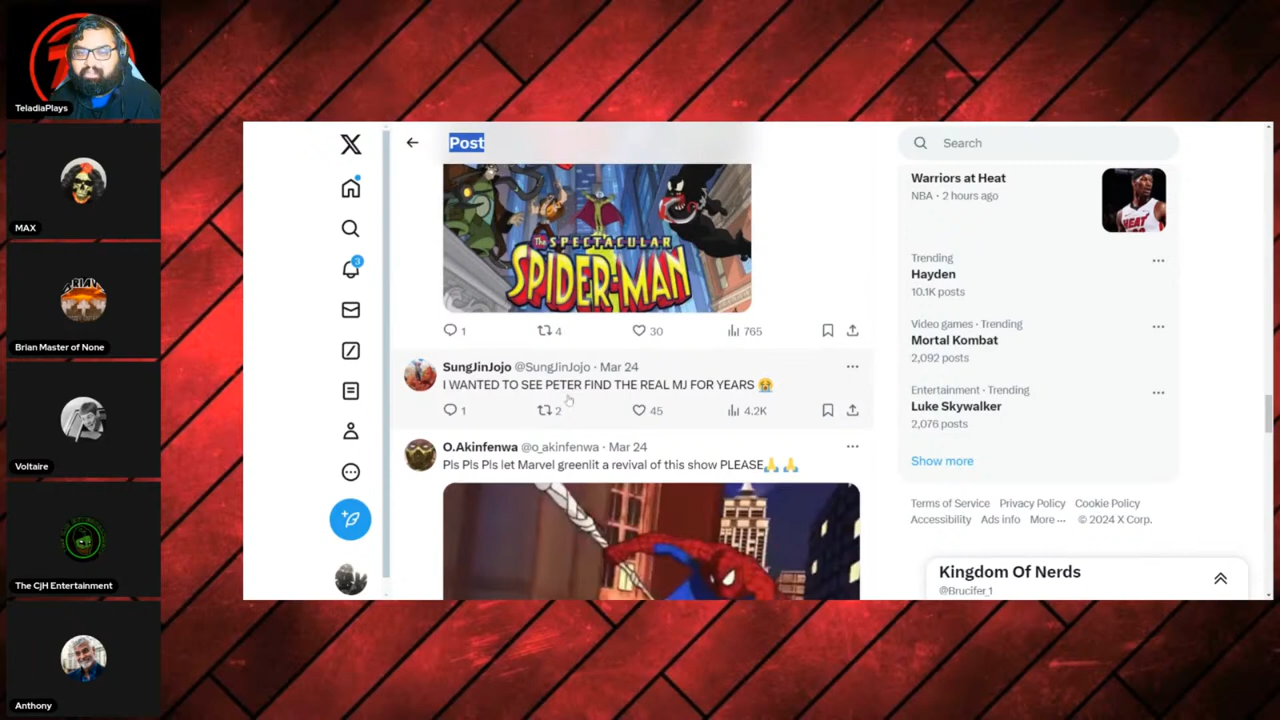 TeladiaPlays
MAX
Brian Master of None
Voltaire
The CjH Entertainment
Anthony
Post
The SPECTACULAR
SPIDER-MAN
1
4
30
765
SungJinJojo @SungJinJojo · Mar 24
I WANTED TO SEE PETER FIND THE REAL MJ FOR YEARS 😭
1
2
45
4.2K
O.Akinfenwa @o_akinfenwa · Mar 24
Pls Pls Pls let Marvel greenlit a revival of this show PLEASE🙏 🙏
3
Search
Warriors at Heat
NBA · 2 hours ago
HEAT
Trending
Hayden
10.1K posts
Video games · Trending
Mortal Kombat
2,092 posts
Entertainment · Trending
Luke Skywalker
2,076 posts
Show more
Terms of Service Privacy Policy Cookie Policy
Accessibility Ads info More ··· © 2024 X Corp.
Kingdom Of Nerds
@Brucifer_1